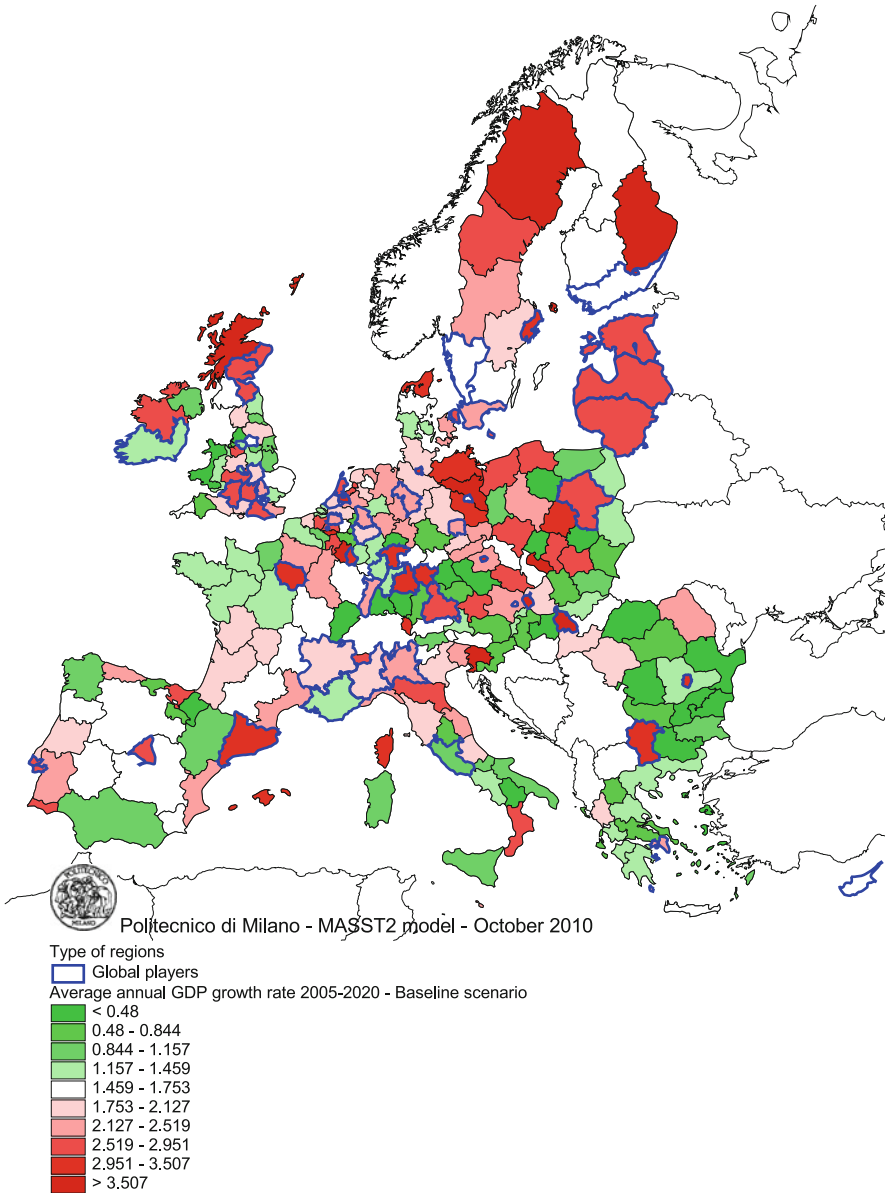 POLITECNICO
MILANO
Politecnico di Milano - MASST2 model - October 2010
Type of regions
Global players
Average annual GDP growth rate 2005-2020 - Baseline scenario
< 0.48
0.48 - 0.844
0.844 - 1.157
1.157 - 1.459
1.459 - 1.753
1.753 - 2.127
2.127 - 2.519
2.519 - 2.951
2.951 - 3.507
> 3.507